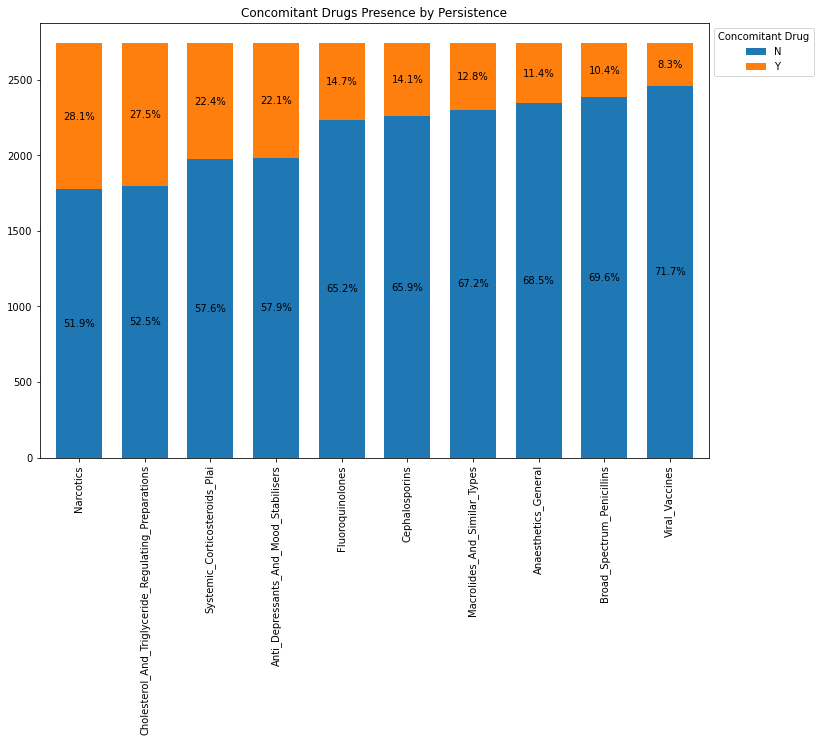 Concomitant Drugs Presence by Persistence
Concomitant Drug
N
Y
2500
2000
1500
1000
500
0
28.1%
27.5%
22.4%
22.1%
14.7%
14.1%
12.8%
11.4%
10.4%
8.3%
51.9%
52.5%
57.6%
57.9%
65.2%
65.9%
67.2%
68.5%
69.6%
71.7%
Narcotics
Cholesterol_And_Triglyceride_Regulating_Preparations
Systemic_Corticosteroids_Plai
Anti_Depressants_And_Mood_Stabilisers
Fluoroquinolones
Cephalosporins
Macrolides_And_Similar_Types
Anaesthetics_General
Broad_Spectrum_Penicillins
Viral_Vaccines